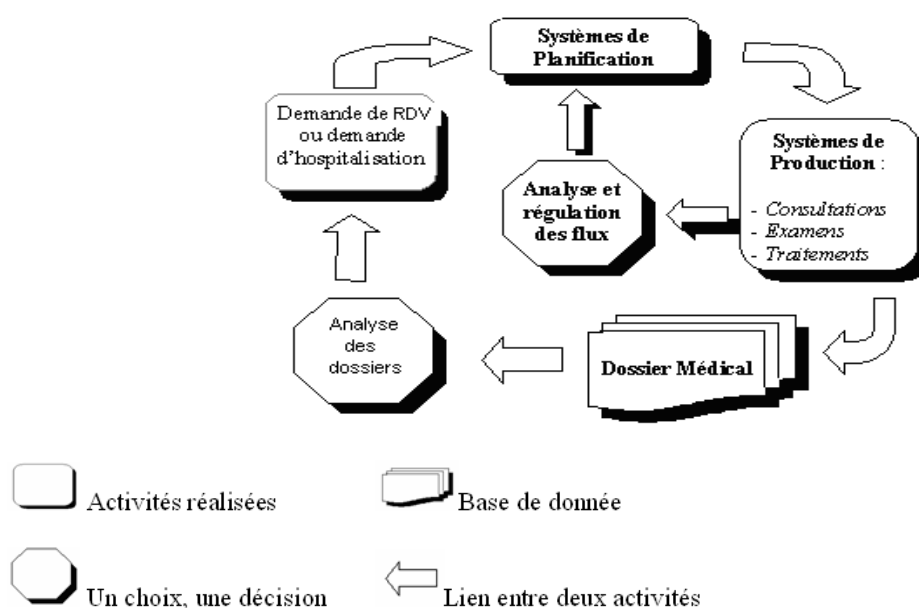 Systèmes de
Planification
Demande de RDV
ou demande
d'hospitalisation
Systèmes de
Production :
- Consultations
- Examens
- Traitements
Analyse et
régulation
des flux
Analyse
des
dossiers
Dossier Médical
Activités réalisées
Base de donnée
Un choix, une décision
Lien entre deux activités